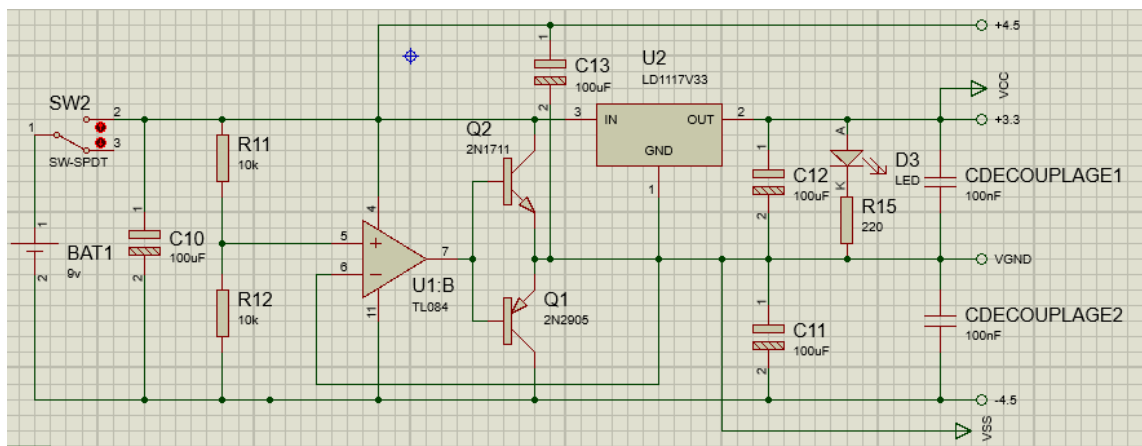 +4.5
1
C13
100uF
2
U2
LD1117V33
VCC
SW2
2
1
3
SW-SPDT
3
IN
OUT
2
+3.3
GND
1
Q2
2N1711
R11
10k
A
D3
LED
K
1
C12
100uF
2
R15
220
CDECOUPLAGE1
100nF
1
C10
100uF
2
4
5
6
7
11
U1:B
TL084
1
BAT1
9v
2
VGND
R12
10k
Q1
2N2905
1
C11
100uF
2
CDECOUPLAGE2
100nF
-4.5
VSS